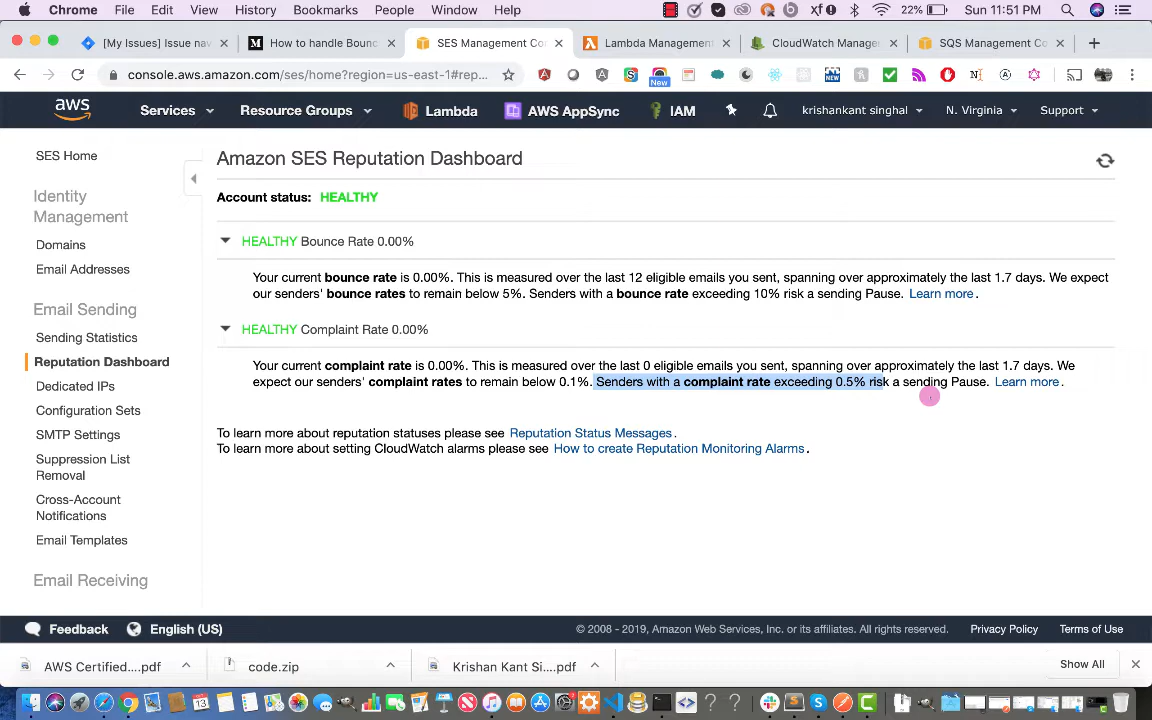 Chrome File Edit View History Bookmarks People Window Help 22% Sun 11:51 PM
[My Issues] Issue nav × How to handle Bounc × SES Management Con × Lambda Management × CloudWatch Manage × SQS Management Co × +
console.aws.amazon.com/ses/home?region=us-east-1#rep...
New
aws Services Resource Groups Lambda AWS AppSync IAM krishankant singhal N. Virginia Support
SES Home
Identity Management
Domains
Email Addresses
Email Sending
Sending Statistics
Reputation Dashboard
Dedicated IPs
Configuration Sets
SMTP Settings
Suppression List Removal
Cross-Account Notifications
Email Templates
Email Receiving
Amazon SES Reputation Dashboard
Account status: HEALTHY
HEALTHY Bounce Rate 0.00%
Your current bounce rate is 0.00%. This is measured over the last 12 eligible emails you sent, spanning over approximately the last 1.7 days. We expect
our senders' bounce rates to remain below 5%. Senders with a bounce rate exceeding 10% risk a sending Pause. Learn more.
HEALTHY Complaint Rate 0.00%
Your current complaint rate is 0.00%. This is measured over the last 0 eligible emails you sent, spanning over approximately the last 1.7 days. We
expect our senders' complaint rates to remain below 0.1%. Senders with a complaint rate exceeding 0.5% risk a sending Pause. Learn more.
To learn more about reputation statuses please see Reputation Status Messages.
To learn more about setting CloudWatch alarms please see How to create Reputation Monitoring Alarms.
Feedback English (US) © 2008 - 2019, Amazon Web Services, Inc. or its affiliates. All rights reserved. Privacy Policy Terms of Use
AWS Certified....pdf code.zip Krishan Kant Si....pdf Show All